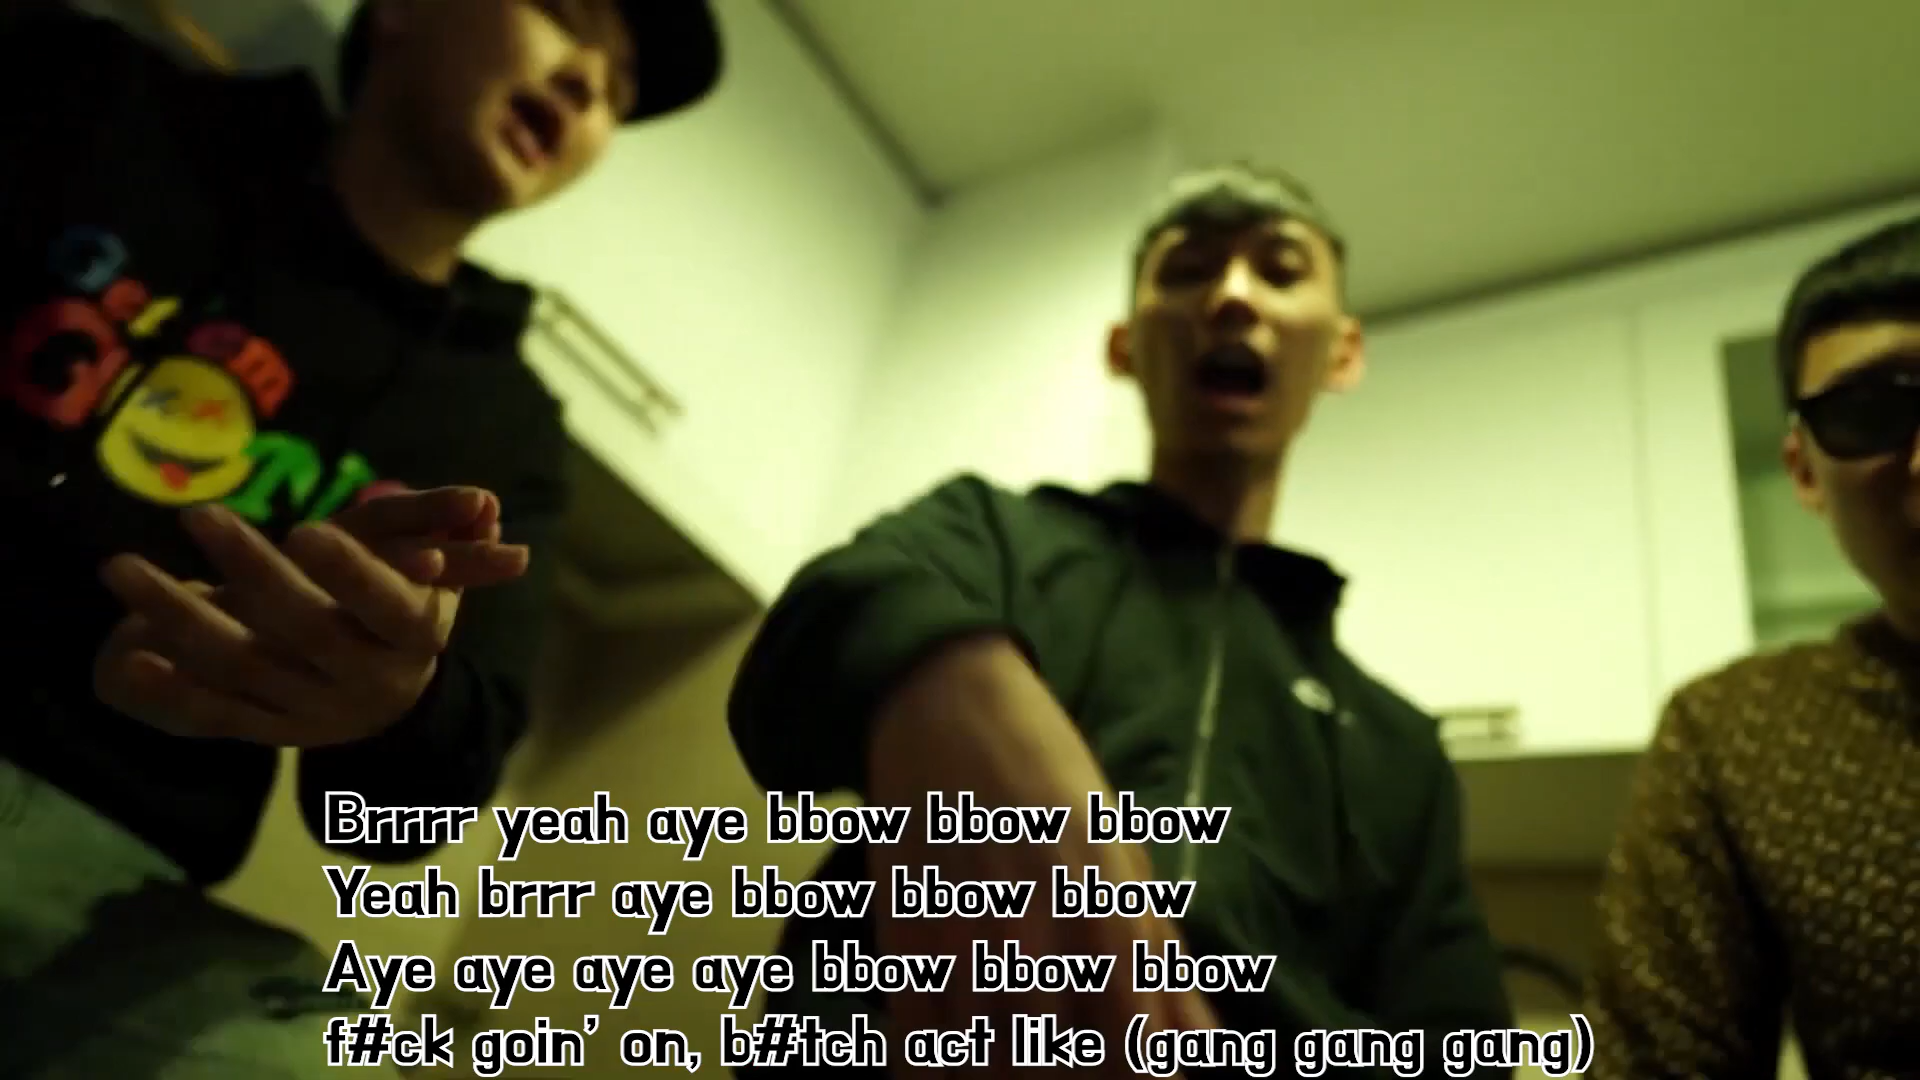 Brrrr yeah aye bbow bbow bbow
Yeah brrr aye bbow bbow bbow
Aye aye aye aye bbow bbow bbow
f#ck goin' on, b#tch act like (gang gang gang)